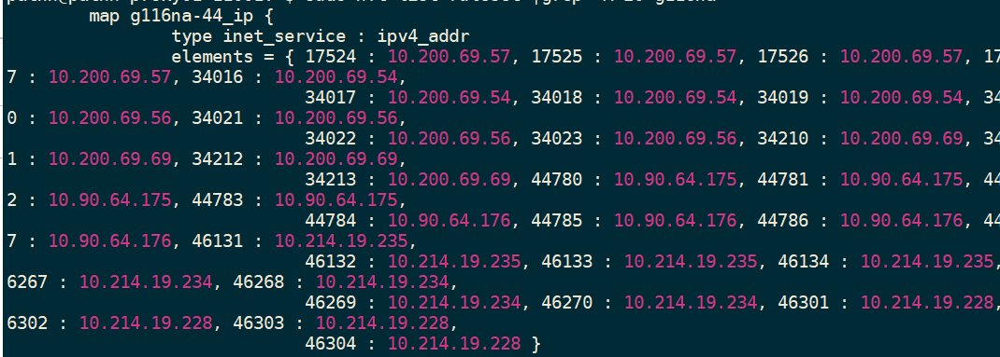 map g116na-44_ip {
type inet_service : ipv4_addr
elements = { 17524 : 10.200.69.57, 17525 : 10.200.69.57, 17526 : 10.200.69.57, 17
7 : 10.200.69.57, 34016 : 10.200.69.54,
34017 : 10.200.69.54, 34018 : 10.200.69.54, 34019 : 10.200.69.54, 34
0 : 10.200.69.56, 34021 : 10.200.69.56,
34022 : 10.200.69.56, 34023 : 10.200.69.56, 34210 : 10.200.69.69, 34
1 : 10.200.69.69, 34212 : 10.200.69.69,
34213 : 10.200.69.69, 44780 : 10.90.64.175, 44781 : 10.90.64.175, 44
2 : 10.90.64.175, 44783 : 10.90.64.175,
44784 : 10.90.64.176, 44785 : 10.90.64.176, 44786 : 10.90.64.176, 44
7 : 10.90.64.176, 46131 : 10.214.19.235,
46132 : 10.214.19.235, 46133 : 10.214.19.235, 46134 : 10.214.19.235,
6267 : 10.214.19.234, 46268 : 10.214.19.234,
46269 : 10.214.19.234, 46270 : 10.214.19.234, 46301 : 10.214.19.228,
6302 : 10.214.19.228, 46303 : 10.214.19.228,
46304 : 10.214.19.228 }